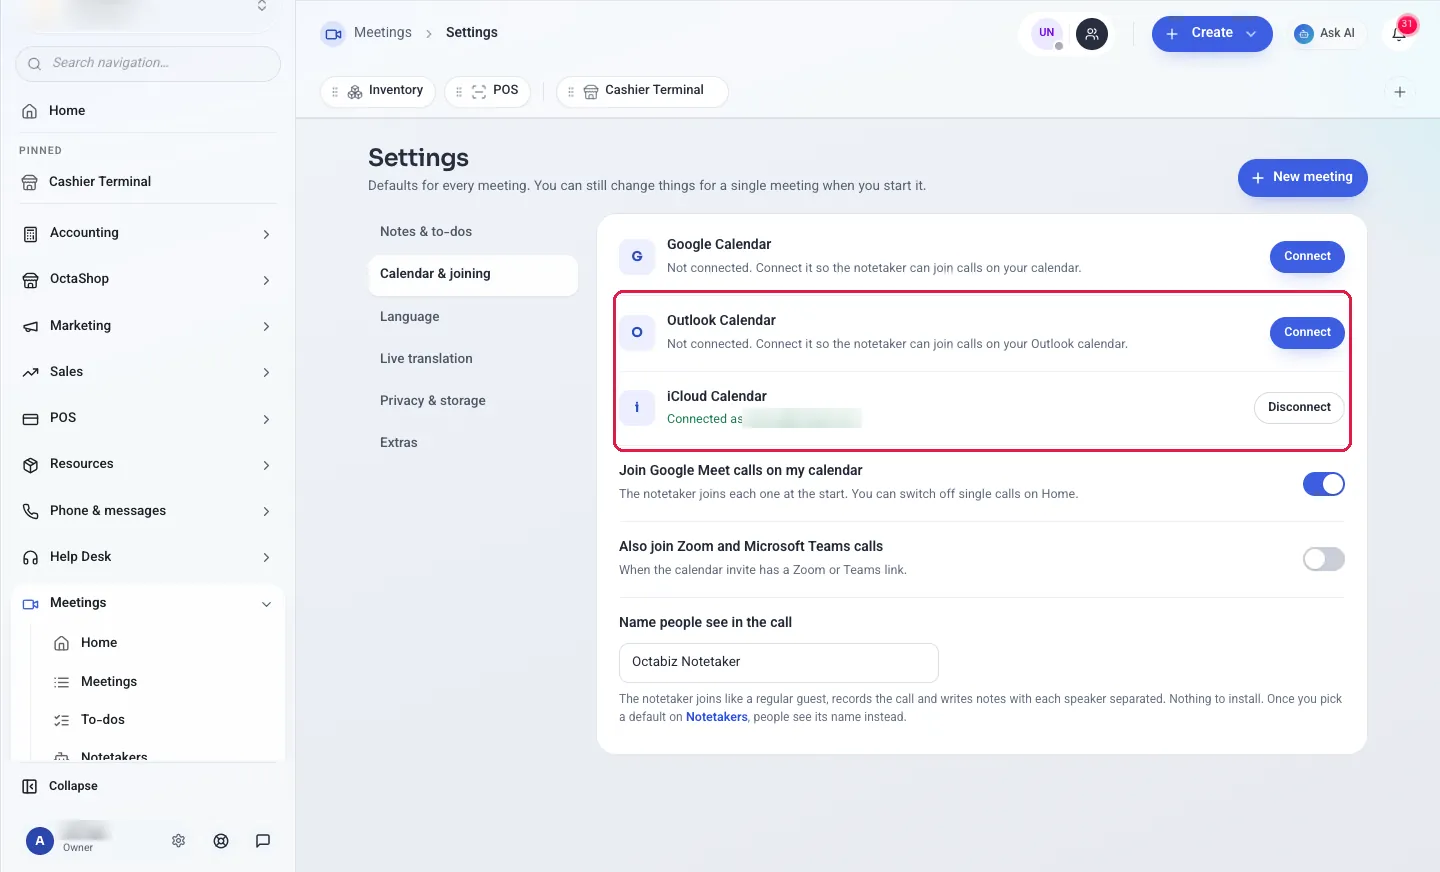 Search navigation...
Home
PINNED
Cashier Terminal
Accounting
OctaShop
Marketing
Sales
POS
Resources
Phone & messages
Help Desk
Meetings
Home
Meetings
To-dos
Notetakers
Collapse
A
Owner
Meetings > Settings
UN
Create
Ask AI
31
Inventory
POS
Cashier Terminal
Settings
Defaults for every meeting. You can still change things for a single meeting when you start it.
New meeting
Notes & to-dos
Calendar & joining
Language
Live translation
Privacy & storage
Extras
G
Google Calendar
Not connected. Connect it so the notetaker can join calls on your calendar.
Connect
O
Outlook Calendar
Not connected. Connect it so the notetaker can join calls on your Outlook calendar.
Connect
i
iCloud Calendar
Connected as
Disconnect
Join Google Meet calls on my calendar
The notetaker joins each one at the start. You can switch off single calls on Home.
Also join Zoom and Microsoft Teams calls
When the calendar invite has a Zoom or Teams link.
Name people see in the call
Octabiz Notetaker
The notetaker joins like a regular guest, records the call and writes notes with each speaker separated. Nothing to install. Once you pick
a default on Notetakers, people see its name instead.